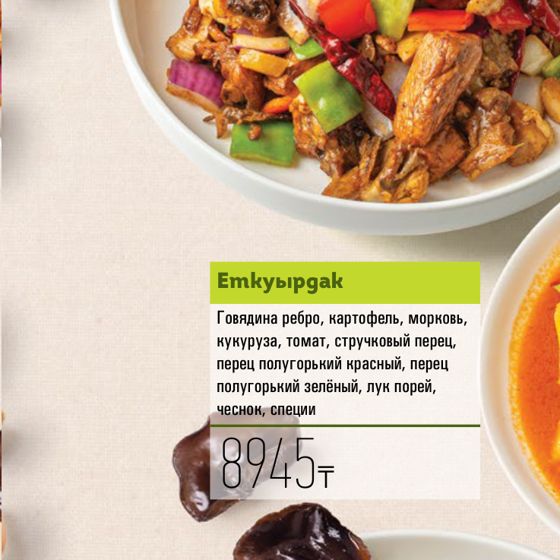 Еткуырдак
Говядина ребро, картофель, морковь,
кукуруза, томат, стручковый перец,
перец полугорький красный, перец
полугорький зелёный, лук порей,
чеснок, специи
8945₸